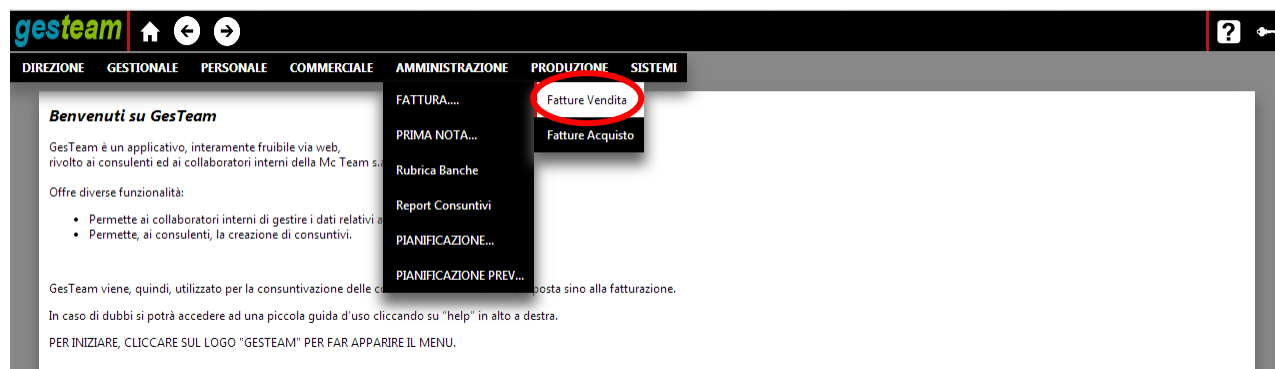 gesteam ?
DIREZIONE GESTIONALE PERSONALE COMMERCIALE AMMINISTRAZIONE PRODUZIONE SISTEMI
FATTURA.... Fatture Vendita
PRIMA NOTA... Fatture Acquisto
Rubrica Banche
Report Consuntivi
PIANIFICAZIONE...
PIANIFICAZIONE PREV...
Benvenuti su GesTeam
GesTeam è un applicativo, interamente fruibile via web,
rivolto ai consulenti ed ai collaboratori interni della Mc Team s.
Offre diverse funzionalità:
• Permette ai collaboratori interni di gestire i dati relativi
• Permette, ai consulenti, la creazione di consuntivi.
GesTeam viene, quindi, utilizzato per la consuntivazione delle sino alla fatturazione.
In caso di dubbi si potrà accedere ad una piccola guida d'uso cliccando su "help" in alto a destra.
PER INIZIARE, CLICCARE SUL LOGO "GESTEAM" PER FAR APPARIRE IL MENU.